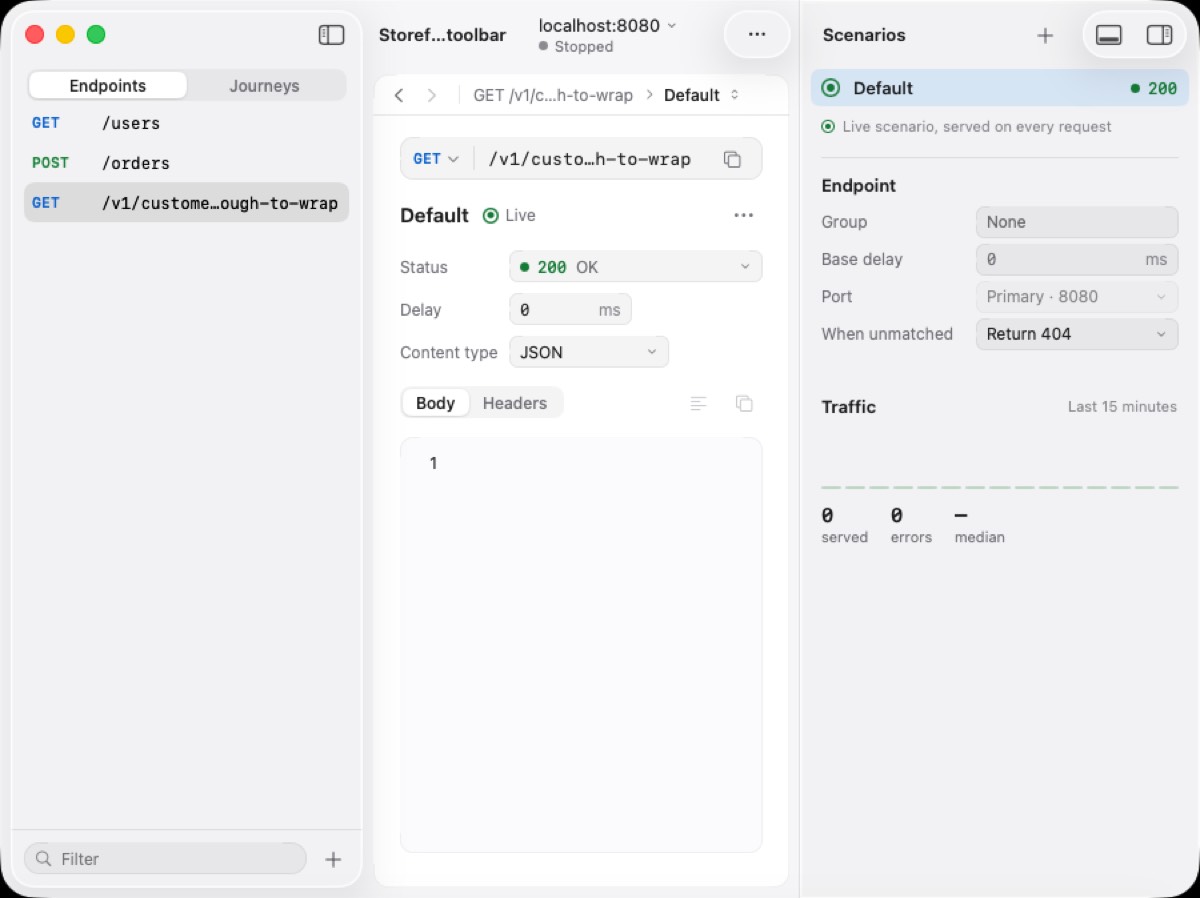 Endpoints
Journeys
GET /users
POST /orders
GET /v1/custome…ough-to-wrap
Filter
Storef...toolbar
localhost:8080
Stopped
GET /v1/c...h-to-wrap
Default
GET
/v1/custo…h-to-wrap
Default
Live
Status
200 OK
Delay
0 ms
Content type
JSON
Body
Headers
1
Scenarios
Default
200
Live scenario, served on every request
Endpoint
Group
None
Base delay
0 ms
Port
Primary · 8080
When unmatched
Return 404
Traffic
Last 15 minutes
0 served
0 errors
– median